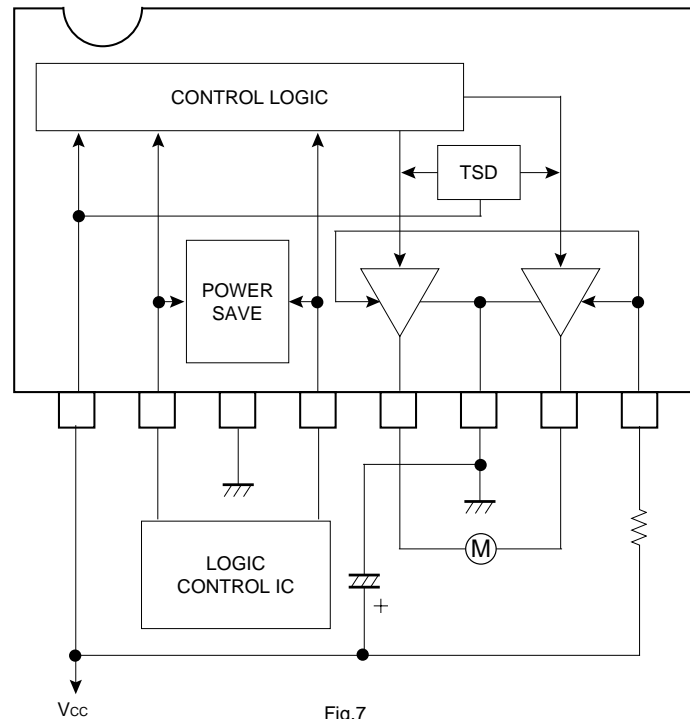 CONTROL LOGIC
TSD
POWER
SAVE
LOGIC
CONTROL IC
M
+
Vcc
Fig.7